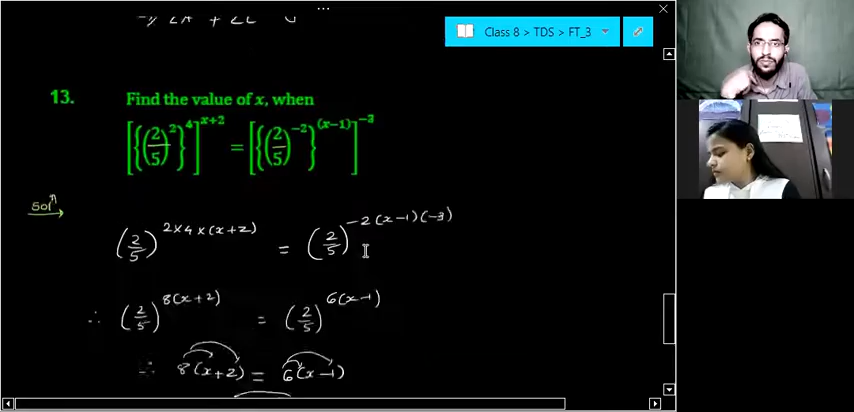 Class 8 > TDS > FT_3
13. Find the value of x, when
[{(2/5)^2}^4]^(x+2) = [{(2/5)^-2}^(x-1)]^-3
Solⁿ
(2/5)^(2×4×(x+2)) = (2/5)^(-2(x-1)(-3))
∴ (2/5)^(8(x+2)) = (2/5)^(6(x-1))
∴ 8(x+2) = 6(x-1)